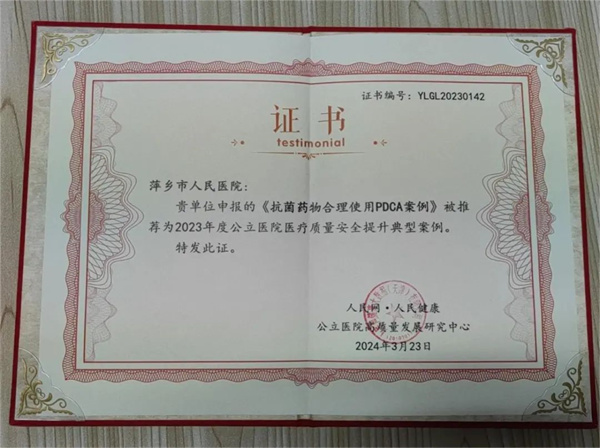 证书编号：YLGL20230142
证书
testimonial
萍乡市人民医院：
贵单位申报的《抗菌药物合理使用PDCA案例》被推
荐为2023年度公立医院医疗质量安全提升典型案例。
特发此证。
人民网·人民健康
公立医院高质量发展研究中心
2024年3月23日